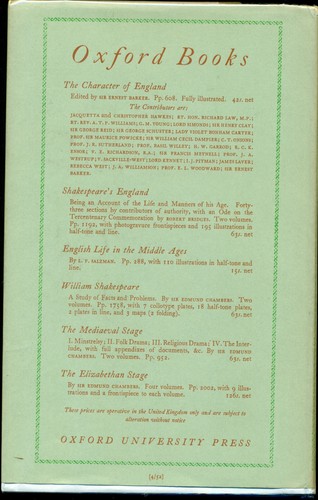 Oxford Books
The Character of England
Edited by SIR ERNEST BARKER. Pp. 608. Fully illustrated. 42s. net
The Contributors are:
JACQUETTA and CHRISTOPHER HAWKES; RT. HON. RICHARD LAW, M.P.;
RT. REV. A. T. P. WILLIAMS; G. M. YOUNG; LORD SIMONDS; SIR HENRY CLAY;
SIR GEORGE REID; SIR GEORGE SCHUSTER; LADY VIOLET BONHAM CARTER;
PROF. SIR MAURICE POWICKE; SIR WILLIAM CECIL DAMPIER; C. T. ONIONS;
PROF. J. R. SUTHERLAND; PROF. BASIL WILLEY; D. W. GARROD; R. C. K.
ENSOR; A. E. RICHARDSON, R.A.; SIR FRANCIS MEYNELL; PROF. J. A.
WESTRUP; V. SACKVILLE-WEST; LORD KENNET; I. J. PITMAN; JAMES LAVER;
REBECCA WEST; J. A. WILLIAMSON; PROF. E. L. WOODWARD; SIR ERNEST
BARKER.
Shakespeare's England
Being an Account of the Life and Manners of his Age. Forty-
three sections by contributors of authority, with an Ode on the
Tercentenary Commemoration by ROBERT BRIDGES. Two volumes.
Pp. 1192, with photogravure frontispieces and 195 illustrations in
half-tone and line. 63s. net
English Life in the Middle Ages
By L. F. SALZMAN. Pp. 288, with 110 illustrations in half-tone and
line. 15s. net
William Shakespeare
A Study of Facts and Problems. By SIR EDMUND CHAMBERS. Two
volumes. Pp. 1738, with 7 collotype plates, 18 half-tone plates,
2 plates in line, and 3 maps (2 folding). 63s. net
The Mediaeval Stage
I. Minstrelsy; II. Folk Drama; III. Religious Drama; IV. The Inter-
lude, with full appendixes of documents, &c. By SIR EDMUND
CHAMBERS. Two volumes. Pp. 952. 63s. net
The Elizabethan Stage
By SIR EDMUND CHAMBERS. Four volumes. Pp. 2002, with 9 illus-
trations and a frontispiece to each volume. 126s. net
These prices are operative in the United Kingdom only and are subject to
alteration without notice
OXFORD UNIVERSITY PRESS
[4/52]